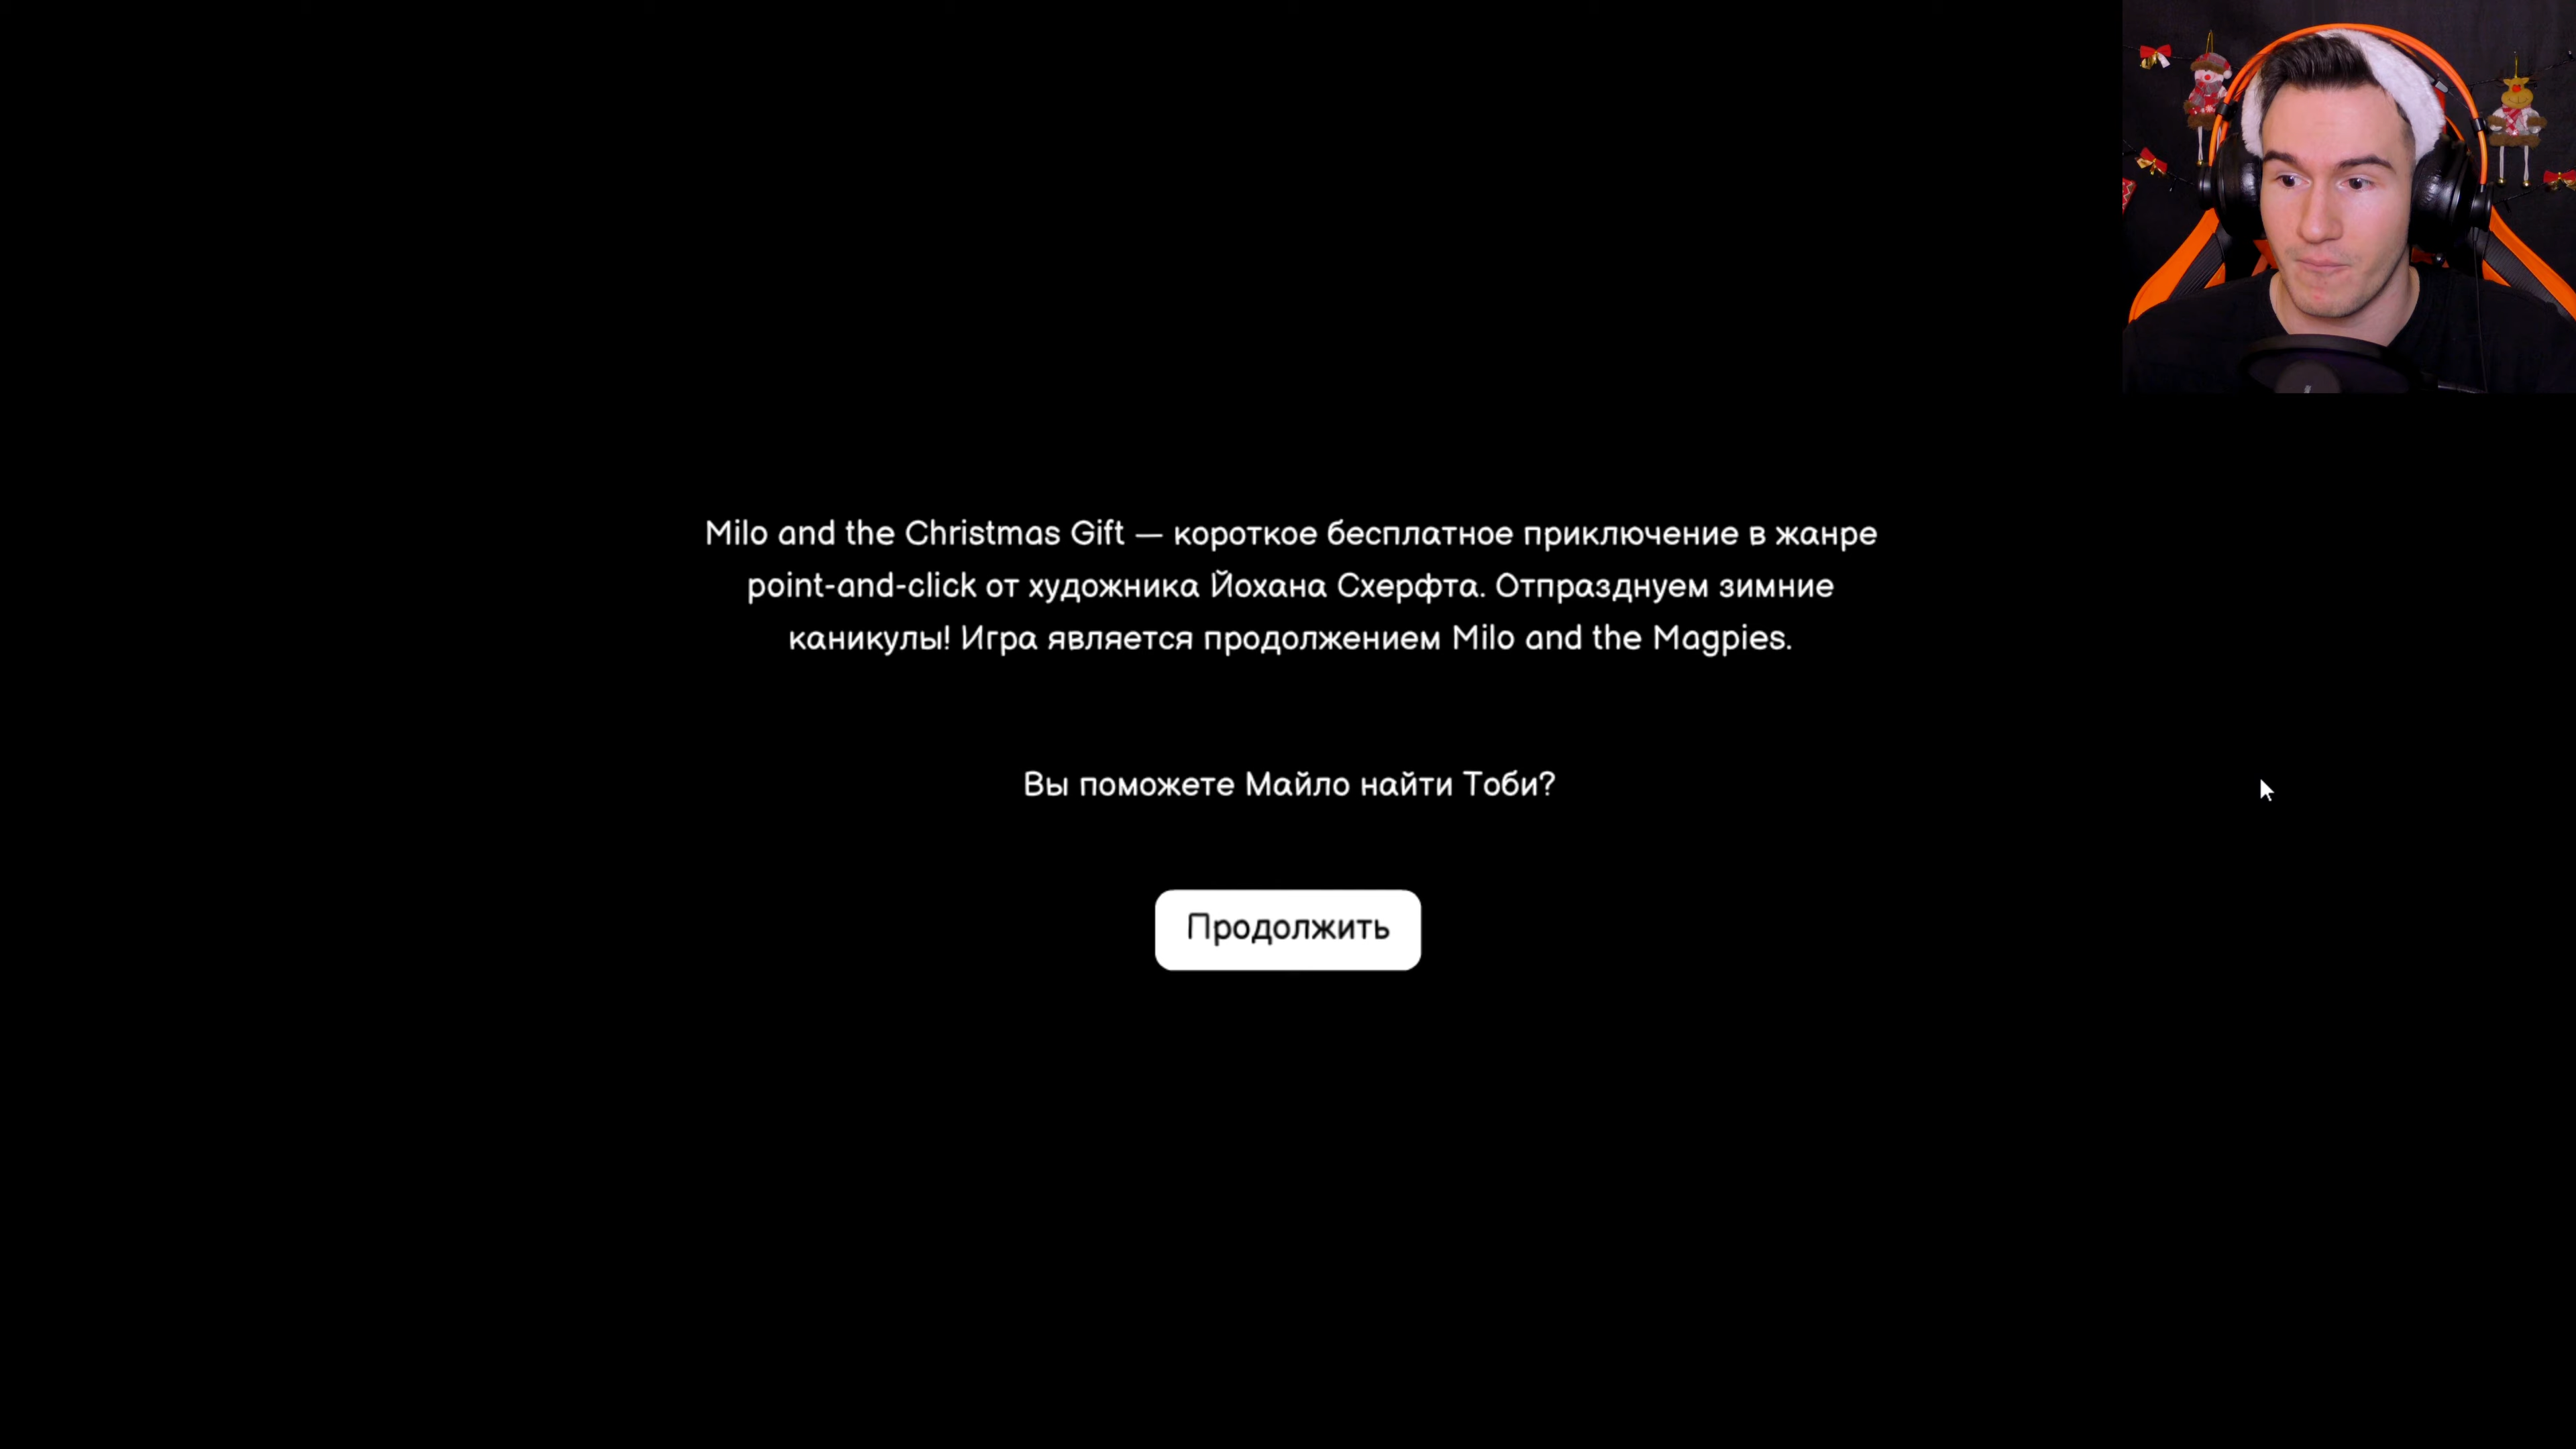 Milo and the Christmas Gift — короткое бесплатное приключение в жанре
point-and-click от художника Йохана Схерфта. Отпразднуем зимние
каникулы! Игра является продолжением Milo and the Magpies.
Вы поможете Майло найти Тоби?
Продолжить